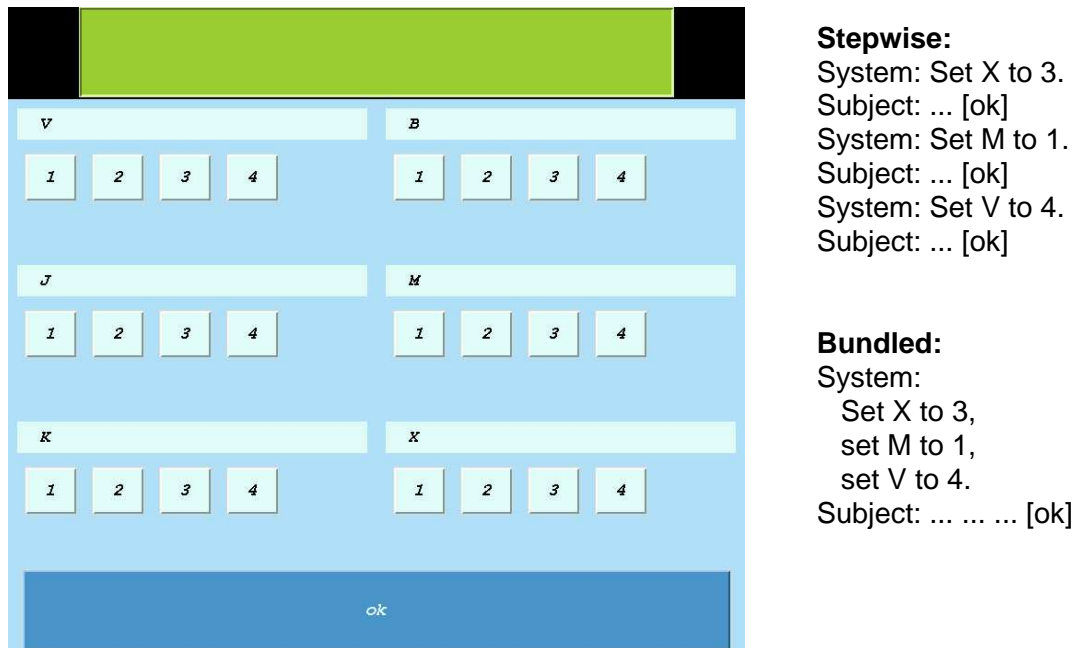 V
1 2 3 4
B
1 2 3 4
J
1 2 3 4
M
1 2 3 4
K
1 2 3 4
X
1 2 3 4
ok
Stepwise:
System: Set X to 3.
Subject: ... [ok]
System: Set M to 1.
Subject: ... [ok]
System: Set V to 4.
Subject: ... [ok]
Bundled:
System:
Set X to 3,
set M to 1,
set V to 4.
Subject: ... ... ... [ok]